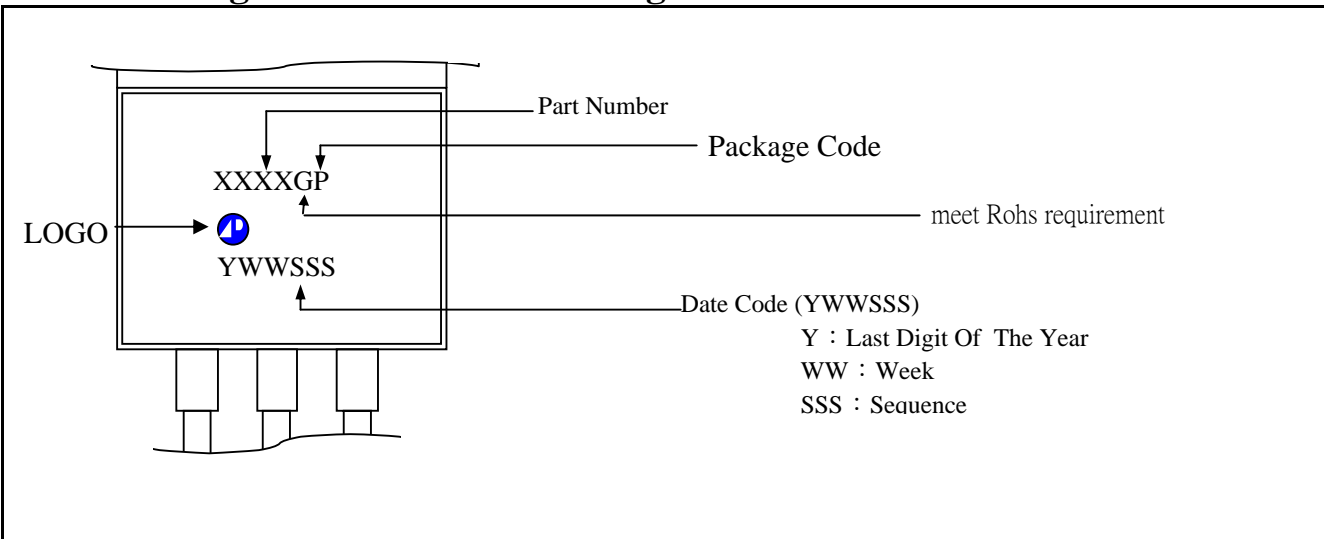 Part Number
Package Code
XXXXGP
meet Rohs requirement
LOGO
YWWSSS
Date Code (YWWSSS)
Y：Last Digit Of The Year
WW：Week
SSS：Sequence